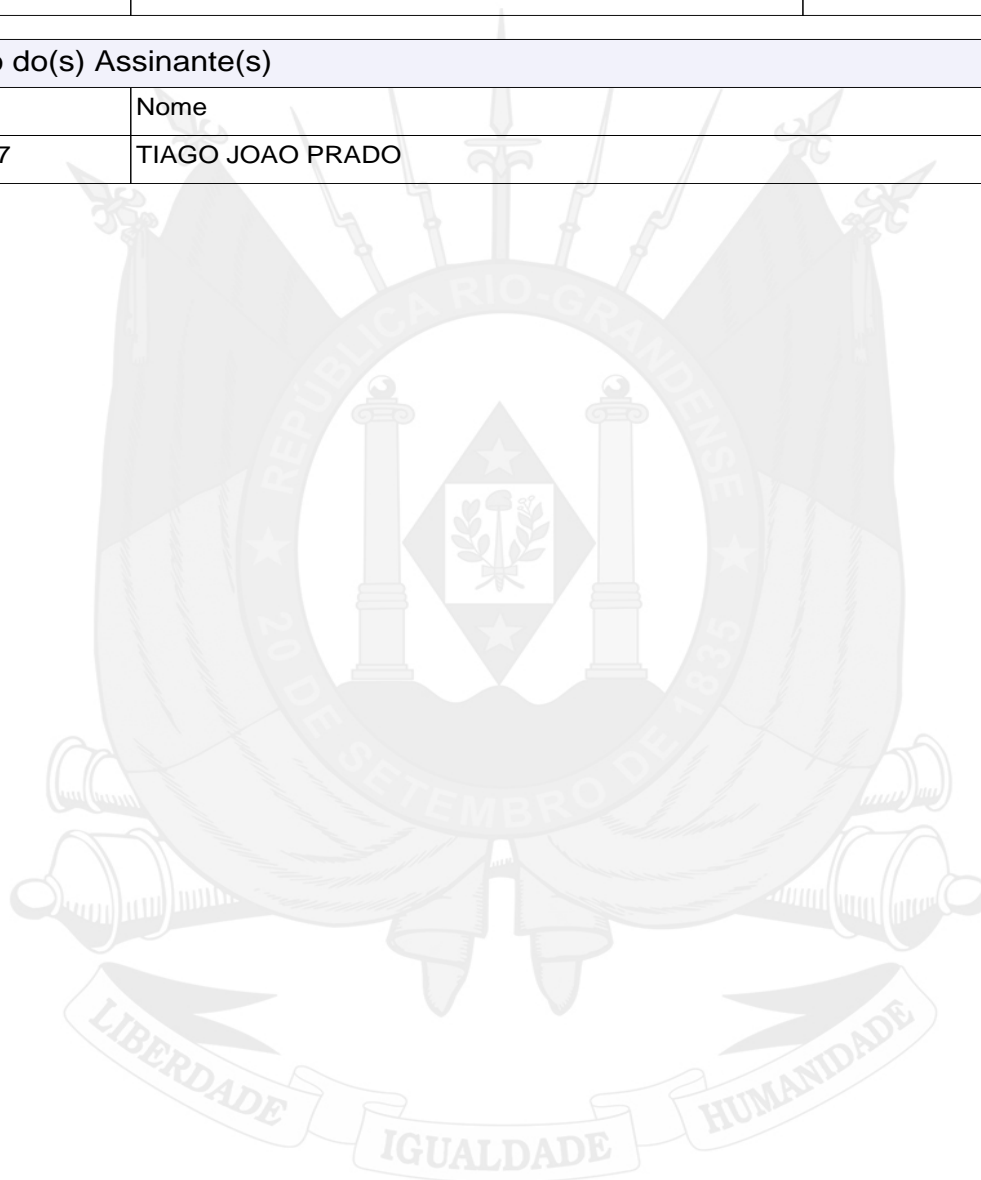 o do(s) Assinante(s)
Nome
7 TIAGO JOAO PRADO
REPÚBLICA RIO-GRANDENSE
20 DE SETEMBRO DE 1835
LIBERDADE IGUALDADE HUMANIDADE